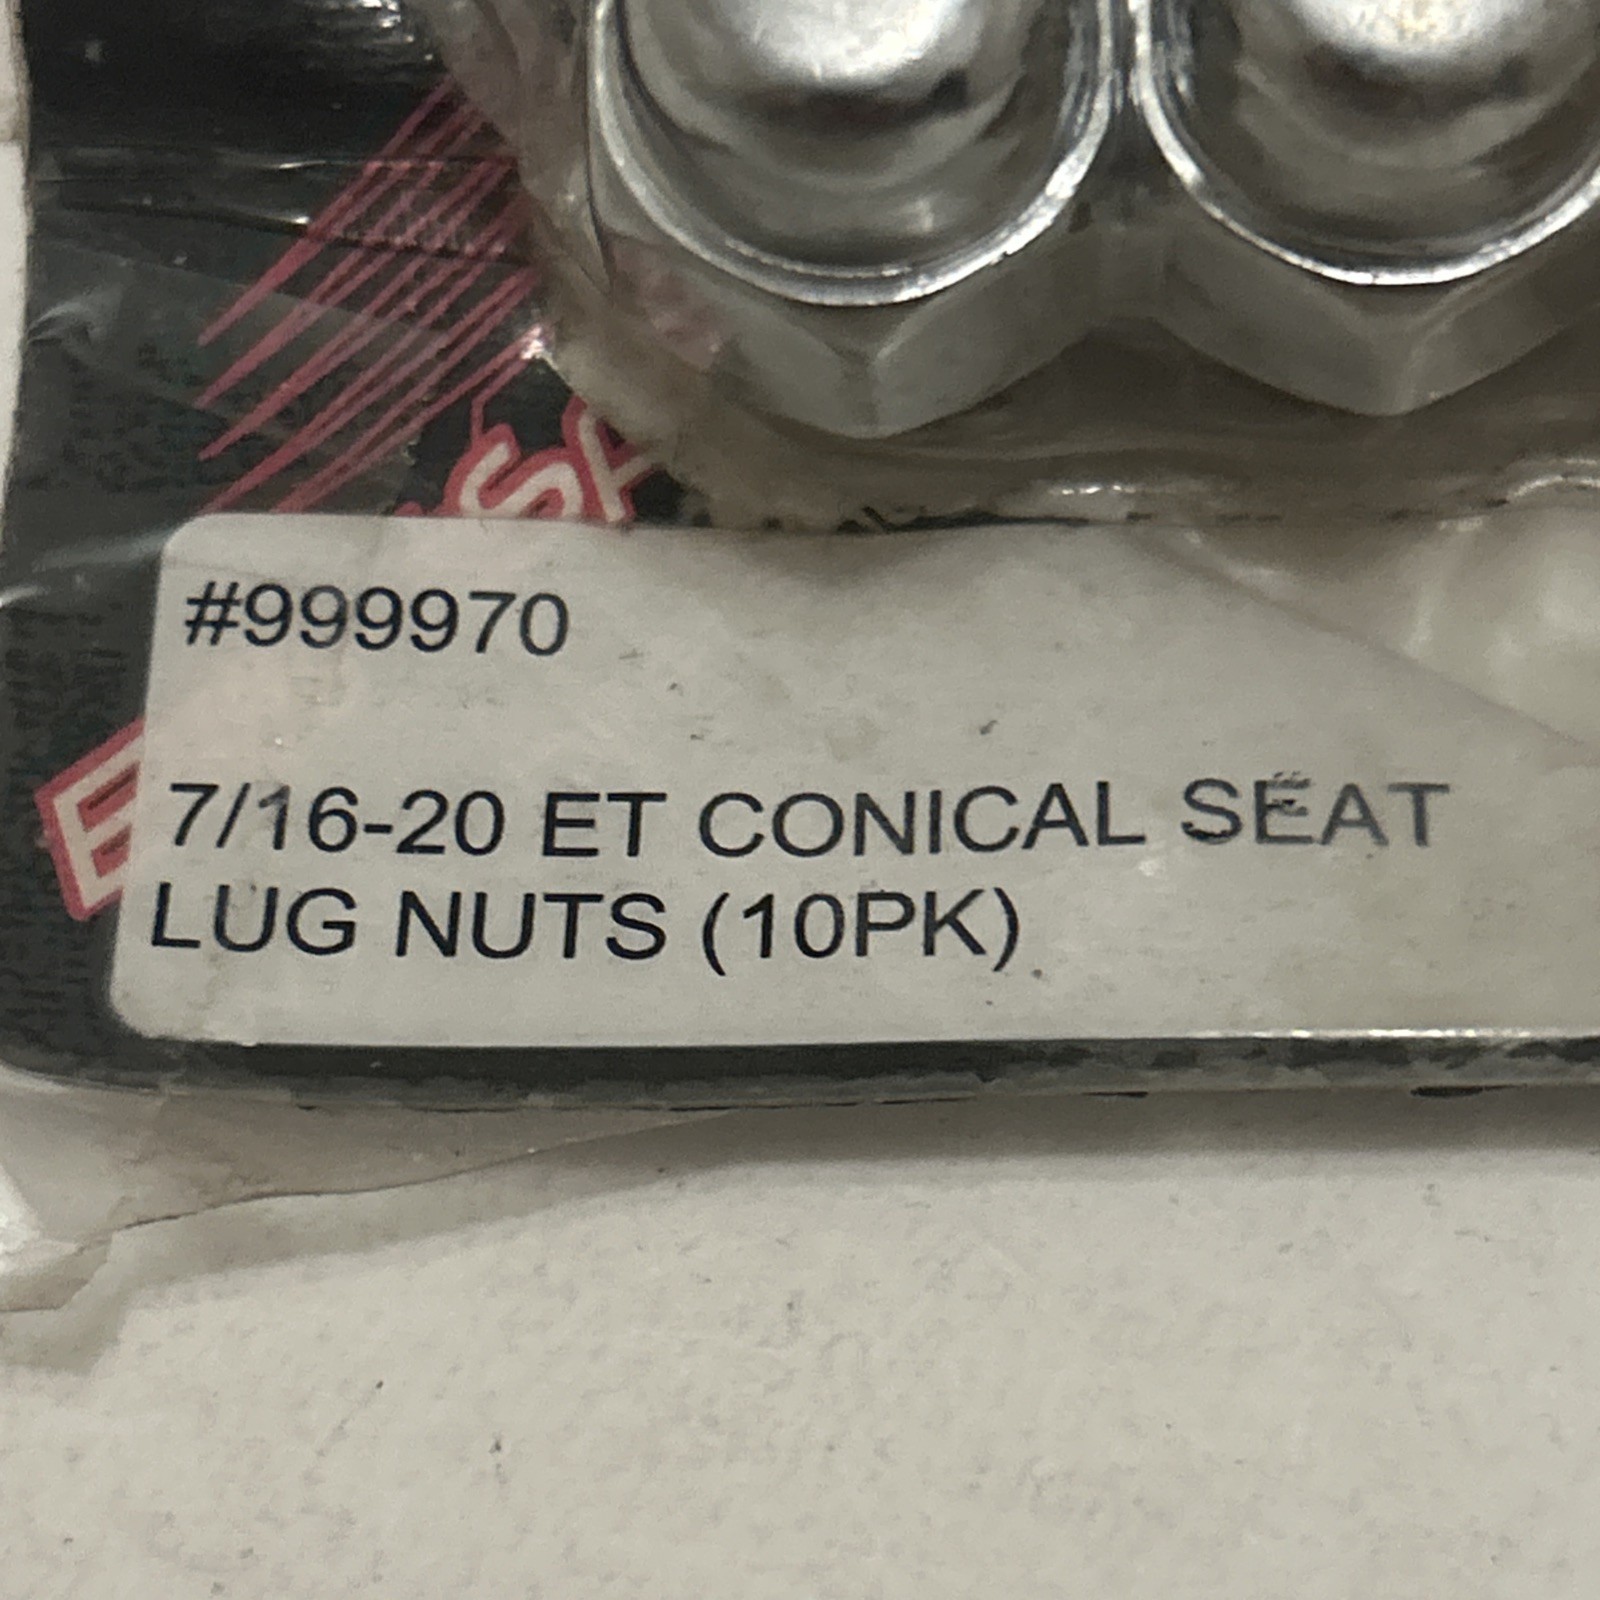 #999970
7/16-20 ET CONICAL SEAT
LUG NUTS (10PK)